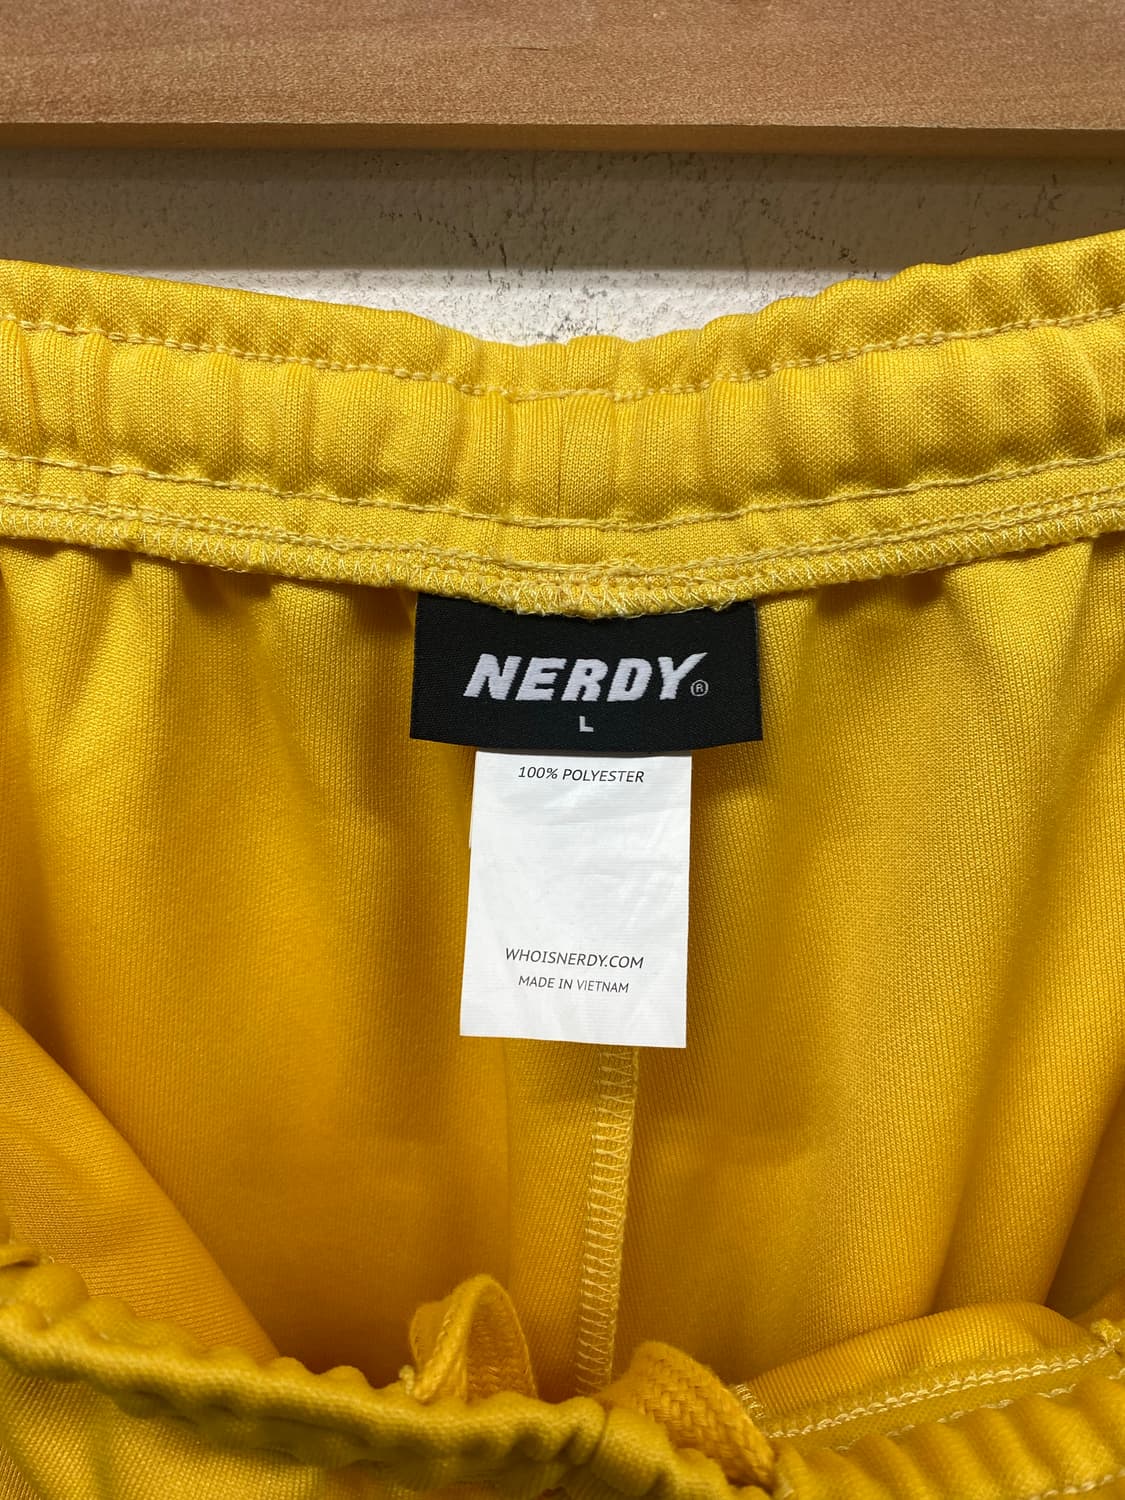 NERDY®
L
100% POLYESTER
WHOISNERDY.COM
MADE IN VIETNAM